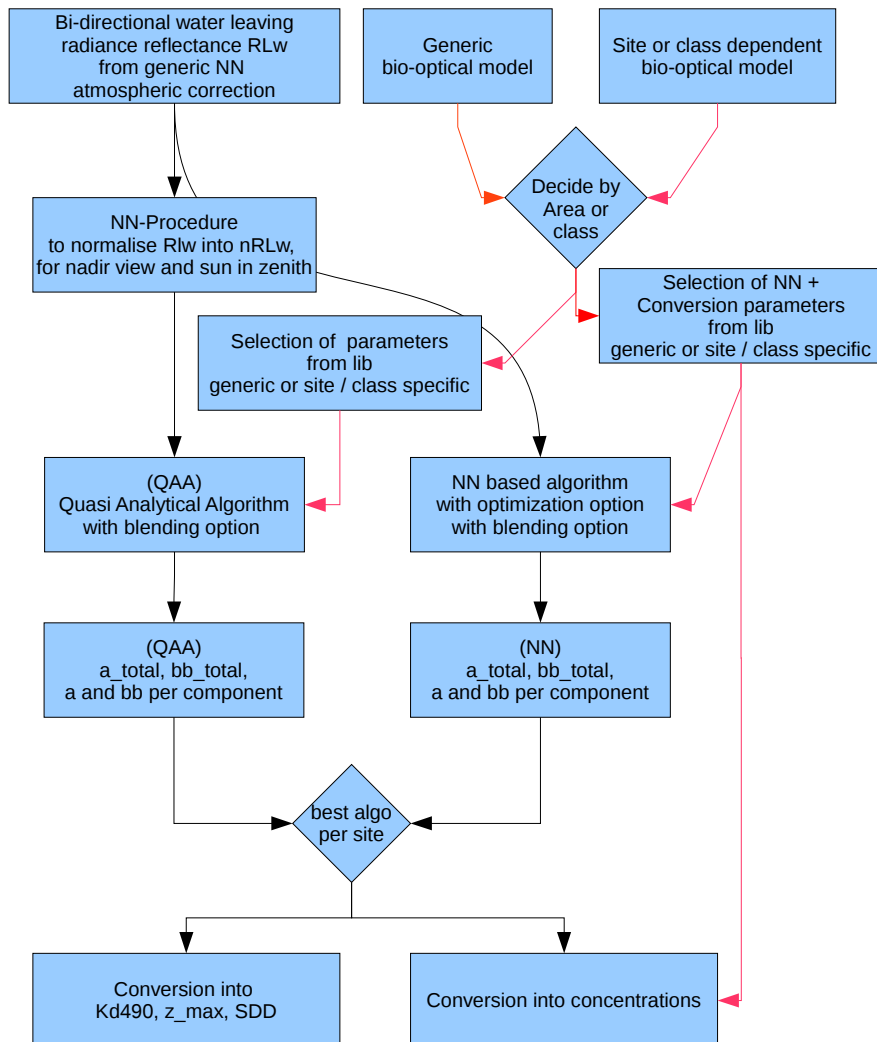 Bi-directional water leaving
radiance reflectance RLw
from generic NN
atmospheric correction
Generic
bio-optical model
Site or class dependent
bio-optical model
Decide by
Area or
class
NN-Procedure
to normalise Rlw into nRLw,
for nadir view and sun in zenith
Selection of NN +
Conversion parameters
from lib
generic or site / class specific
Selection of parameters
from lib
generic or site / class specific
(QAA)
Quasi Analytical Algorithm
with blending option
NN based algorithm
with optimization option
with blending option
(QAA)
a_total, bb_total,
a and bb per component
(NN)
a_total, bb_total,
a and bb per component
best algo
per site
Conversion into
Kd490, z_max, SDD
Conversion into concentrations